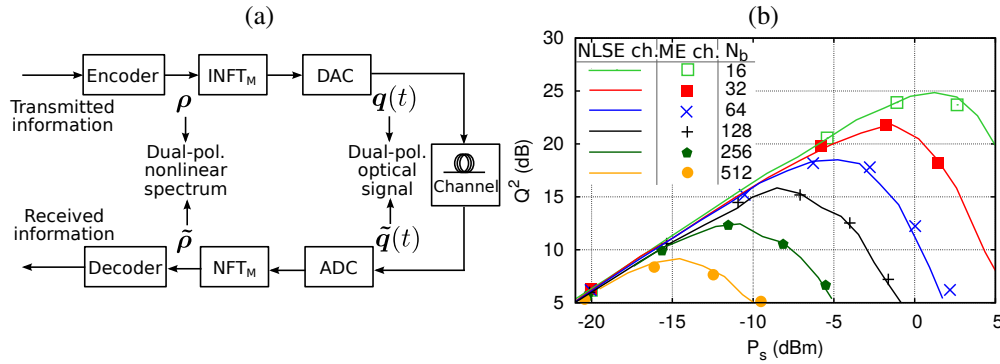 (a)
Encoder
INFT_M
DAC
Transmitted
information
ρ
q(t)
Dual-pol.
nonlinear
spectrum
Dual-pol.
optical
signal
Channel
Received
information
ρ̃
q̃(t)
Decoder
NFT_M
ADC
(b)
NLSE ch. ME ch. N_b
16
32
64
128
256
512
Q² (dB)
30
25
20
15
10
5
-20 -15 -10 -5 0 5
P_s (dBm)